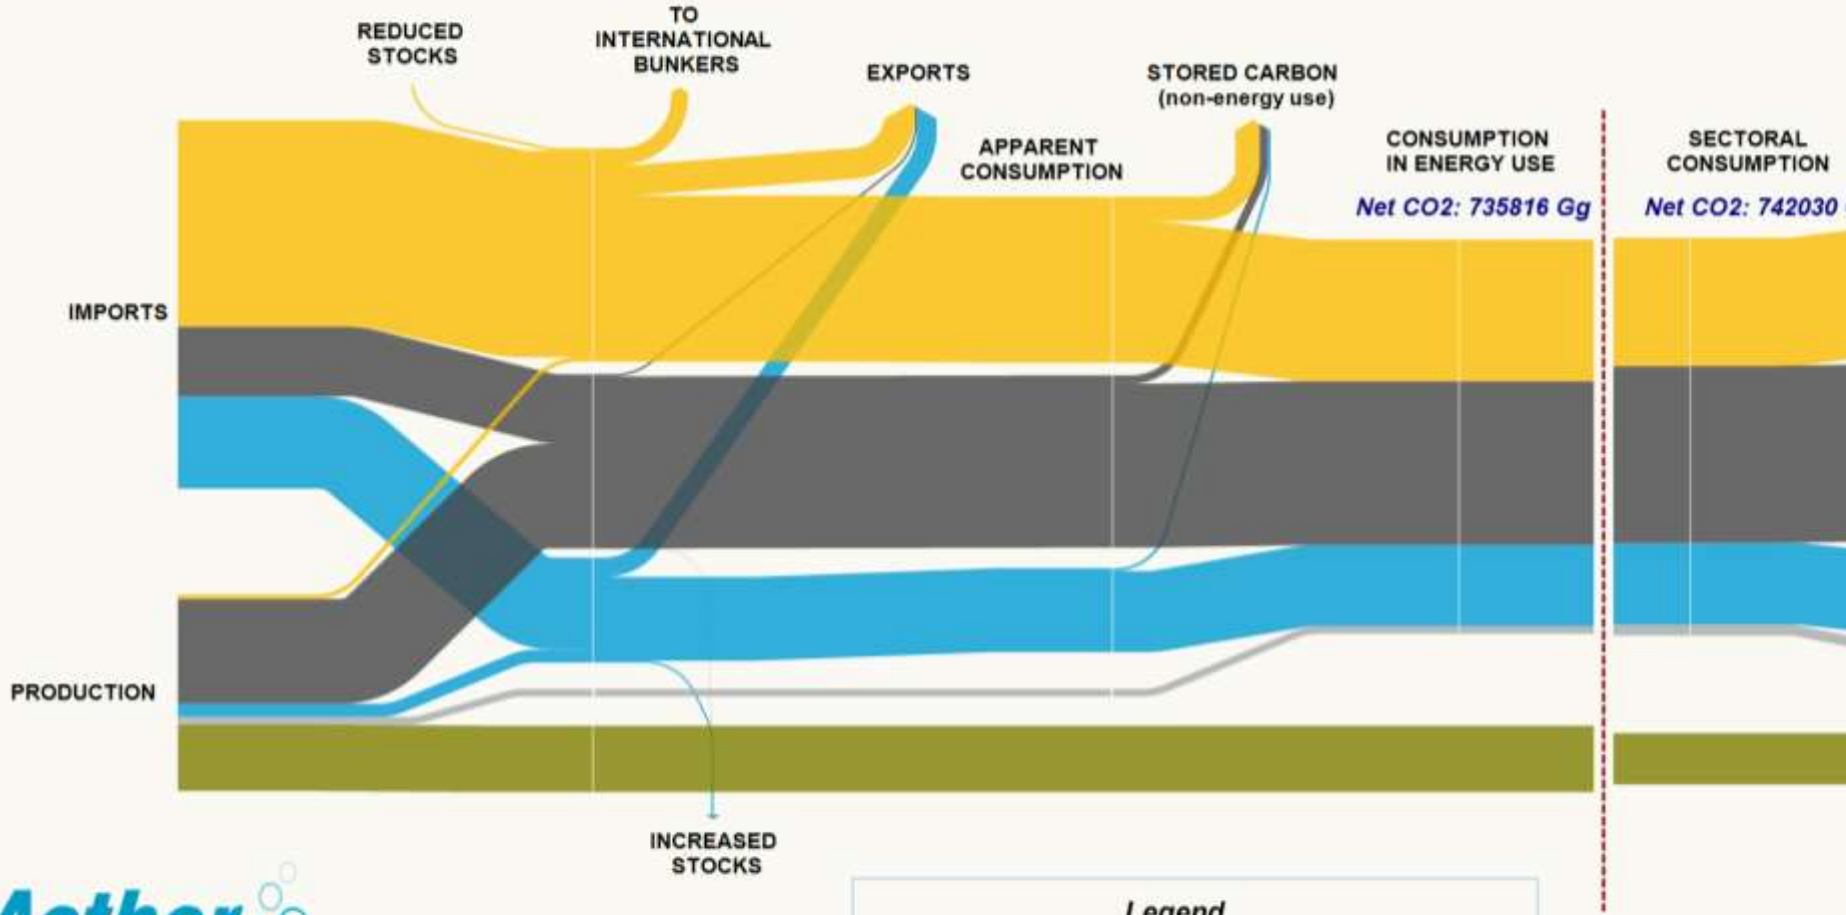 REDUCED
STOCKS
TO
INTERNATIONAL
BUNKERS
EXPORTS
STORED CARBON
(non-energy use)
APPARENT
CONSUMPTION
CONSUMPTION
IN ENERGY USE
Net CO2: 735816 Gg
SECTORAL
CONSUMPTION
Net CO2: 742030
IMPORTS
PRODUCTION
INCREASED
STOCKS
Aether
Legend